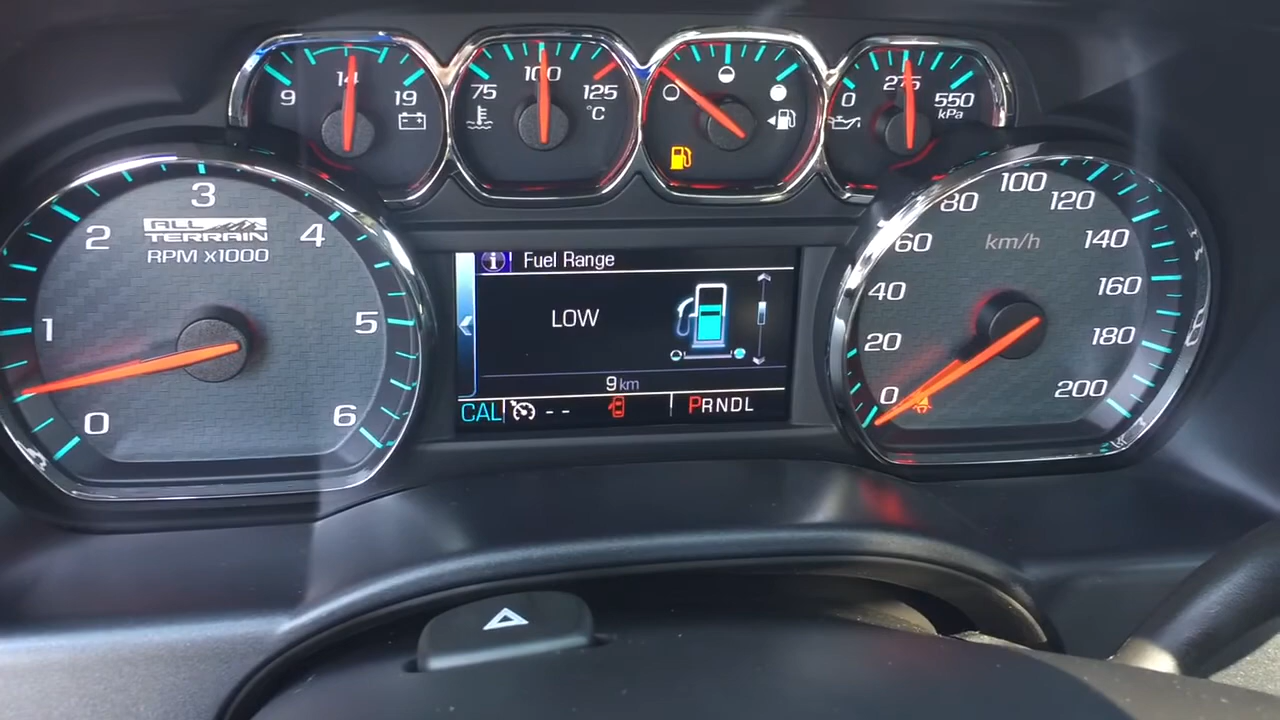 9 14 19
75 100 125 °C
0 275 550 kPa
0 1 2 3 4 5 6
ALL TERRAIN
RPM X1000
Fuel Range
LOW
9 km
CAL -- PRNDL
0 20 40 60 80 100 120 140 160 180 200
km/h